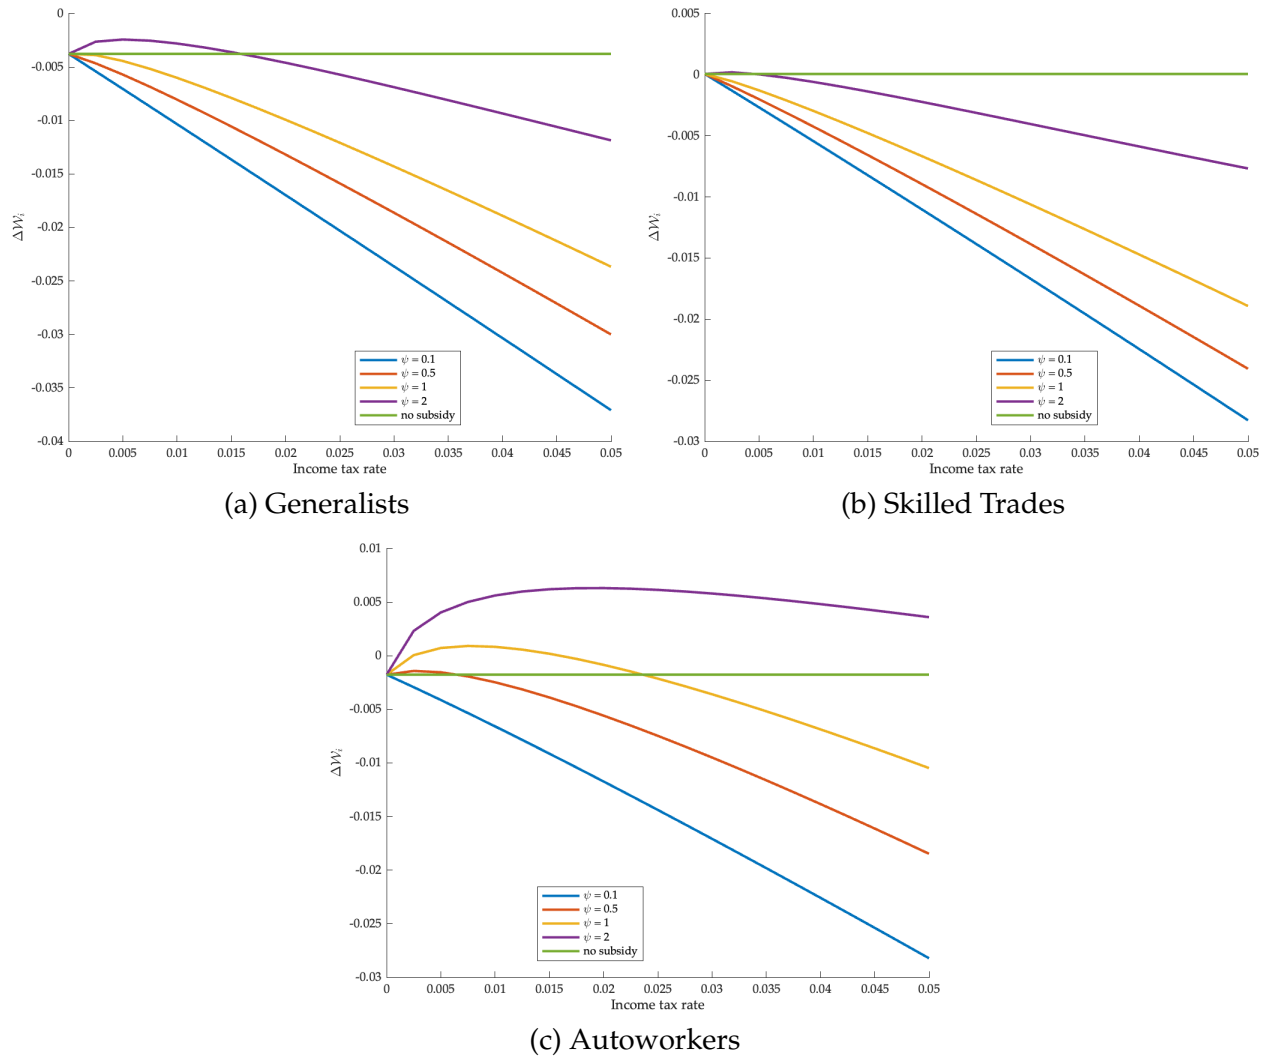 0
-0.005
-0.01
-0.015
-0.02
-0.025
-0.03
-0.035
-0.04
ΔW_i
0 0.005 0.01 0.015 0.02 0.025 0.03 0.035 0.04 0.045 0.05
Income tax rate
ψ = 0.1
ψ = 0.5
ψ = 1
ψ = 2
no subsidy
(a) Generalists
0.005
0
-0.005
-0.01
-0.015
-0.02
-0.025
-0.03
ΔW_i
0 0.005 0.01 0.015 0.02 0.025 0.03 0.035 0.04 0.045 0.05
Income tax rate
ψ = 0.1
ψ = 0.5
ψ = 1
ψ = 2
no subsidy
(b) Skilled Trades
0.01
0.005
0
-0.005
-0.01
-0.015
-0.02
-0.025
-0.03
ΔW_i
0 0.005 0.01 0.015 0.02 0.025 0.03 0.035 0.04 0.045 0.05
Income tax rate
ψ = 0.1
ψ = 0.5
ψ = 1
ψ = 2
no subsidy
(c) Autoworkers